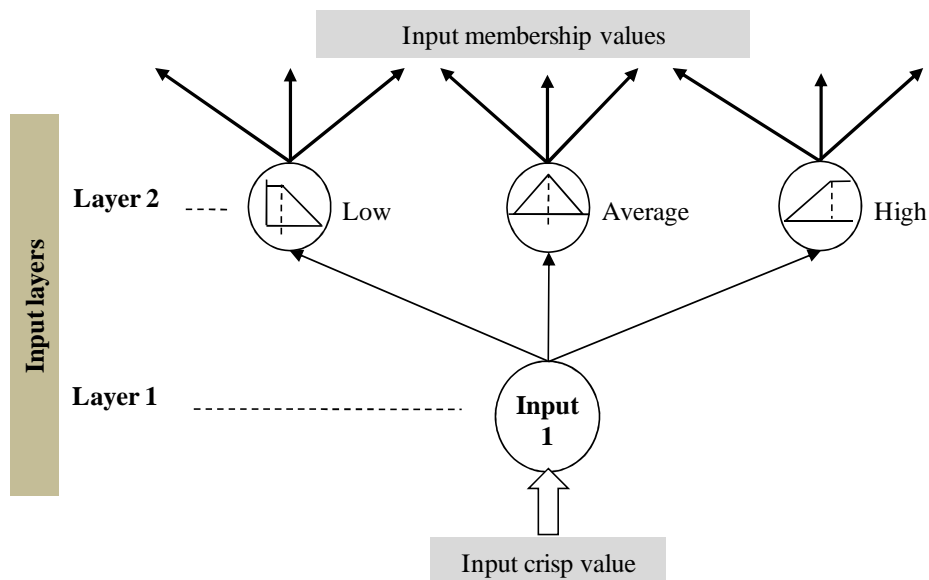 Input membership values
Layer 2
Low
Average
High
Input layers
Layer 1
Input
1
Input crisp value